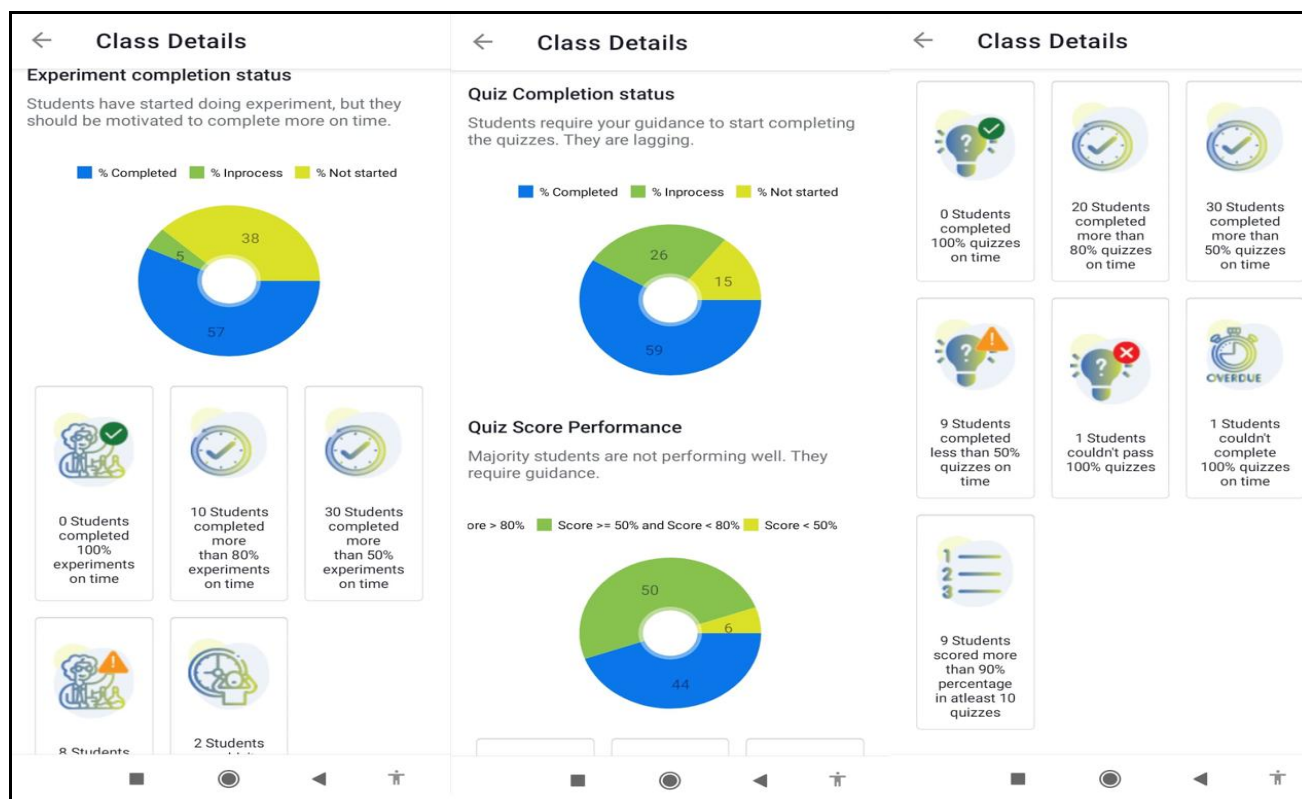 Class Details
Experiment completion status
Students have started doing experiment, but they
should be motivated to complete more on time.
% Completed % Inprocess % Not started
38
5
57
0 Students
completed
100%
experiments
on time
10 Students
completed
more
than 80%
experiments
on time
30 Students
completed
more
than 50%
experiments
on time
8 Students
2 Students
Class Details
Quiz Completion status
Students require your guidance to start completing
the quizzes. They are lagging.
% Completed % Inprocess % Not started
26
15
59
Quiz Score Performance
Majority students are not performing well. They
require guidance.
ore > 80% Score >= 50% and Score < 80% Score < 50%
50
6
44
Class Details
0 Students
completed
100% quizzes
on time
20 Students
completed
more than
80% quizzes
on time
30 Students
completed
more than
50% quizzes
on time
9 Students
completed
less than 50%
quizzes on
time
1 Students
couldn't pass
100% quizzes
OVERDUE
1 Students
couldn't
complete
100% quizzes
on time
1
2
3
9 Students
scored more
than 90%
percentage
in atleast 10
quizzes